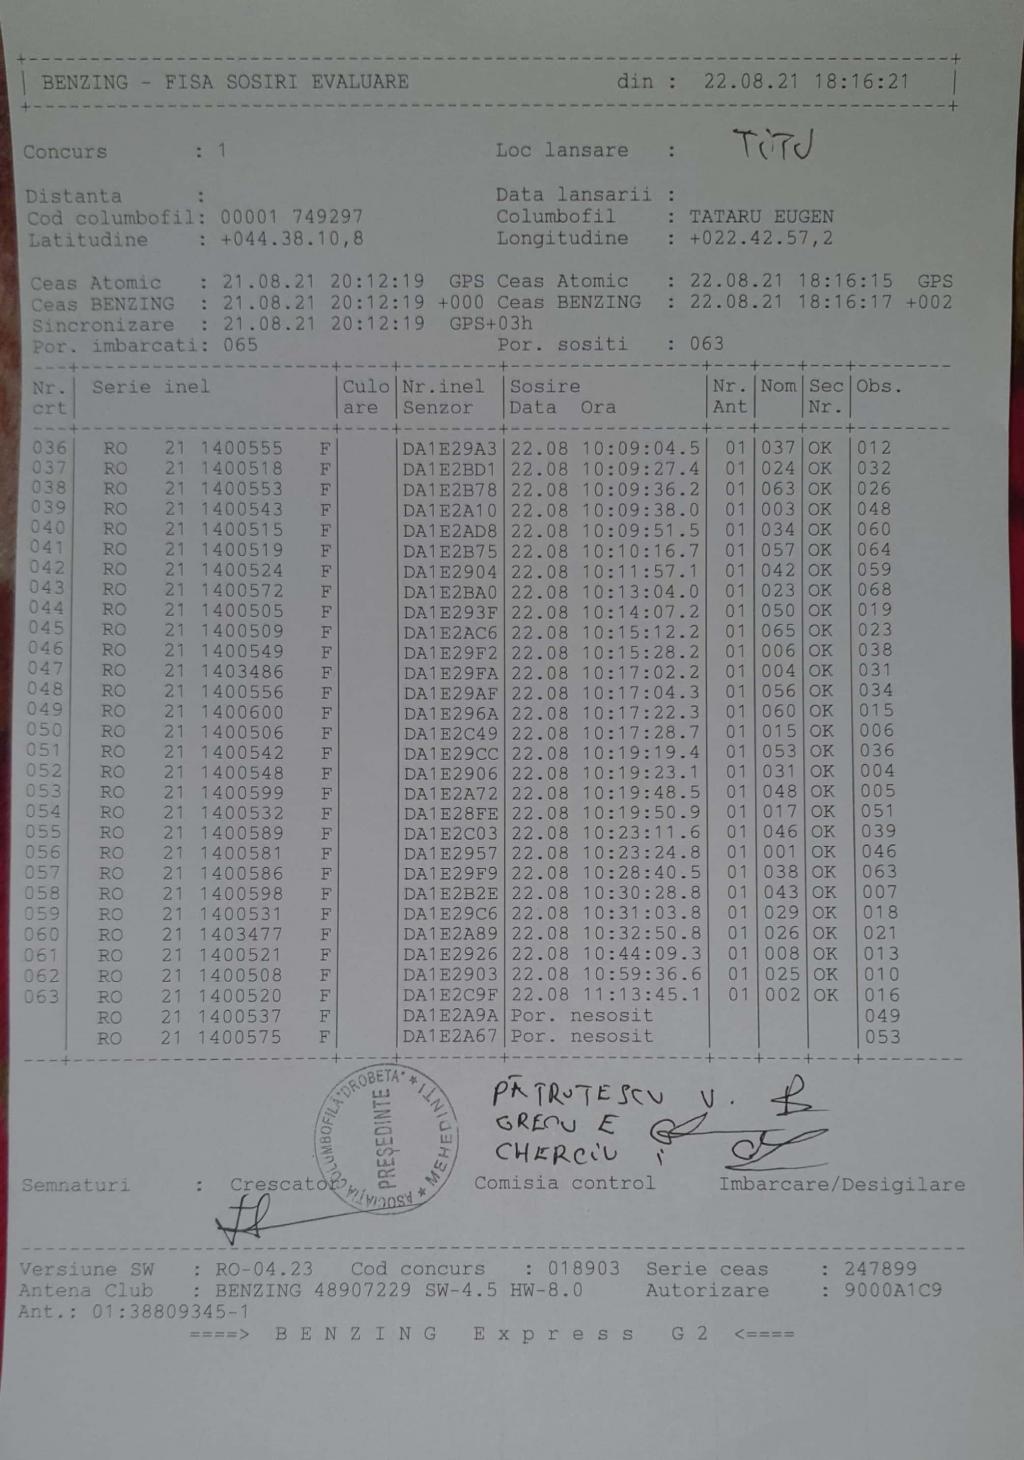 BENZING - FISA SOSIRI EVALUARE din : 22.08.21 18:16:21
Concurs : 1 Loc lansare : TITU
Distanta : Data lansarii :
Cod columbofil: 00001 749297 Columbofil : TATARU EUGEN
Latitudine : +044.38.10,8 Longitudine : +022.42.57,2
Ceas Atomic : 21.08.21 20:12:19 GPS Ceas Atomic : 22.08.21 18:16:15 GPS
Ceas BENZING : 21.08.21 20:12:19 +000 Ceas BENZING : 22.08.21 18:16:17 +002
Sincronizare : 21.08.21 20:12:19 GPS+03h
Por. imbarcati: 065 Por. sositi : 063
Nr. Serie inel Culo Nr.inel Sosire Nr. Nom Sec Obs.
crt are Senzor Data Ora Ant Nr.
036 RO 21 1400555 F DA1E29A3 22.08 10:09:04.5 01 037 OK 012
037 RO 21 1400518 F DA1E2BD1 22.08 10:09:27.4 01 024 OK 032
038 RO 21 1400553 F DA1E2B78 22.08 10:09:36.2 01 063 OK 026
039 RO 21 1400543 F DA1E2A10 22.08 10:09:38.0 01 003 OK 048
040 RO 21 1400515 F DA1E2AD8 22.08 10:09:51.5 01 034 OK 060
041 RO 21 1400519 F DA1E2B75 22.08 10:10:16.7 01 057 OK 064
042 RO 21 1400524 F DA1E2904 22.08 10:11:57.1 01 042 OK 059
043 RO 21 1400572 F DA1E2BA0 22.08 10:13:04.0 01 023 OK 068
044 RO 21 1400505 F DA1E293F 22.08 10:14:07.2 01 050 OK 019
045 RO 21 1400509 F DA1E2AC6 22.08 10:15:12.2 01 065 OK 023
046 RO 21 1400549 F DA1E29F2 22.08 10:15:28.2 01 006 OK 038
047 RO 21 1403486 F DA1E29FA 22.08 10:17:02.2 01 004 OK 031
048 RO 21 1400556 F DA1E29AF 22.08 10:17:04.3 01 056 OK 034
049 RO 21 1400600 F DA1E296A 22.08 10:17:22.3 01 060 OK 015
050 RO 21 1400506 F DA1E2C49 22.08 10:17:28.7 01 015 OK 006
051 RO 21 1400542 F DA1E29CC 22.08 10:19:19.4 01 053 OK 036
052 RO 21 1400548 F DA1E2906 22.08 10:19:23.1 01 031 OK 004
053 RO 21 1400599 F DA1E2A72 22.08 10:19:48.5 01 048 OK 005
054 RO 21 1400532 F DA1E28FE 22.08 10:19:50.9 01 017 OK 051
055 RO 21 1400589 F DA1E2C03 22.08 10:23:11.6 01 046 OK 039
056 RO 21 1400581 F DA1E2957 22.08 10:23:24.8 01 001 OK 046
057 RO 21 1400586 F DA1E29F9 22.08 10:28:40.5 01 038 OK 063
058 RO 21 1400598 F DA1E2B2E 22.08 10:30:28.8 01 043 OK 007
059 RO 21 1400531 F DA1E29C6 22.08 10:31:03.8 01 029 OK 018
060 RO 21 1403477 F DA1E2A89 22.08 10:32:50.8 01 026 OK 021
061 RO 21 1400521 F DA1E2926 22.08 10:44:09.3 01 008 OK 013
062 RO 21 1400508 F DA1E2903 22.08 10:59:36.6 01 025 OK 010
063 RO 21 1400520 F DA1E2C9F 22.08 11:13:45.1 01 002 OK 016
RO 21 1400537 F DA1E2A9A Por. nesosit 049
RO 21 1400575 F DA1E2A67 Por. nesosit 053
ASOCIATIA COLUMBOFILĂ "DROBETA" * MEHEDINTI *
PREŞEDINTE
PĂTRUTESCU V.
GRECU E
CHERCIU I
Semnaturi : Crescator Comisia control Imbarcare/Desigilare
Versiune SW : RO-04.23 Cod concurs : 018903 Serie ceas : 247899
Antena Club : BENZING 48907229 SW-4.5 HW-8.0 Autorizare : 9000A1C9
Ant.: 01:38809345-1
====> B E N Z I N G E x p r e s s G 2 <====